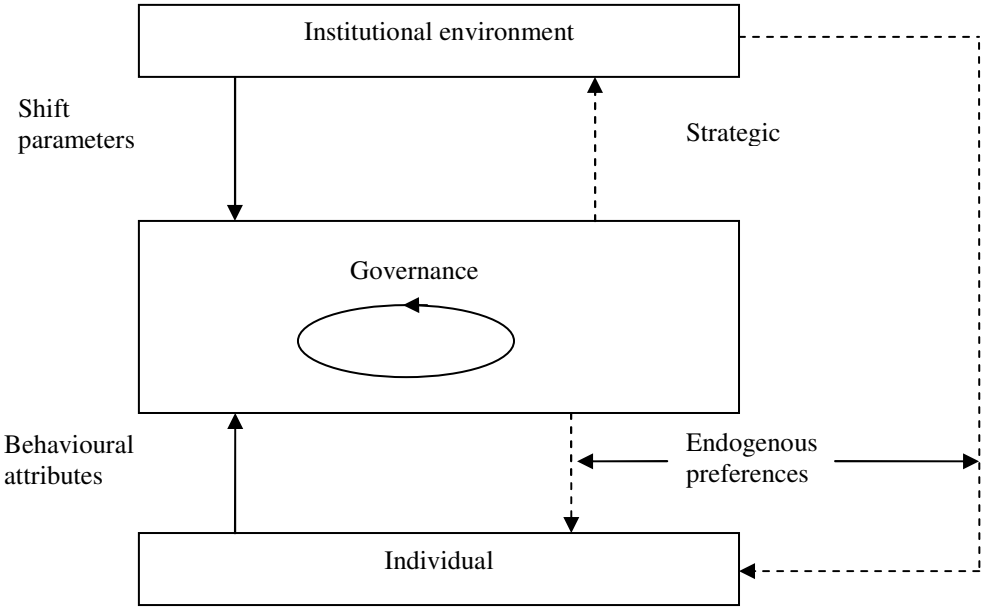 Institutional environment
Shift
parameters
Strategic
Governance
Behavioural
attributes
Endogenous
preferences
Individual